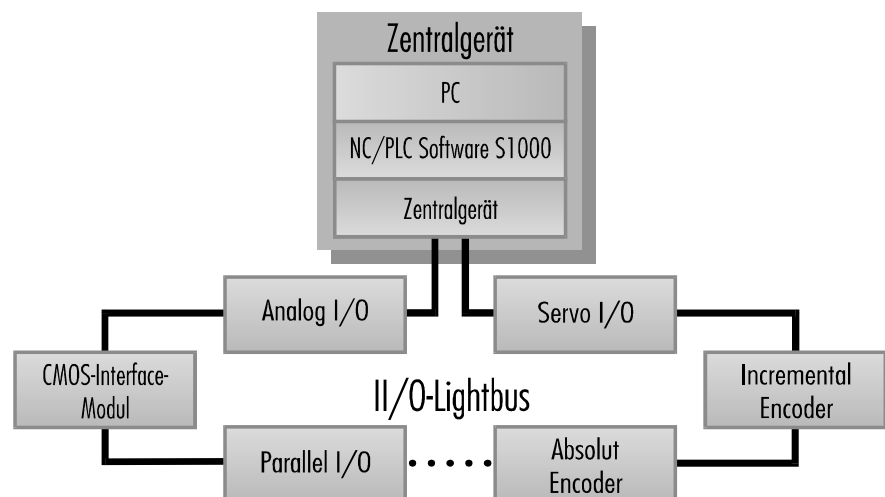 Zentralgerät
PC
NC/PLC Software S1000
Zentralgerät
Analog I/O
Servo I/O
CMOS-Interface-
Modul
II/O-Lightbus
Incremental
Encoder
Parallel I/O
Absolut
Encoder